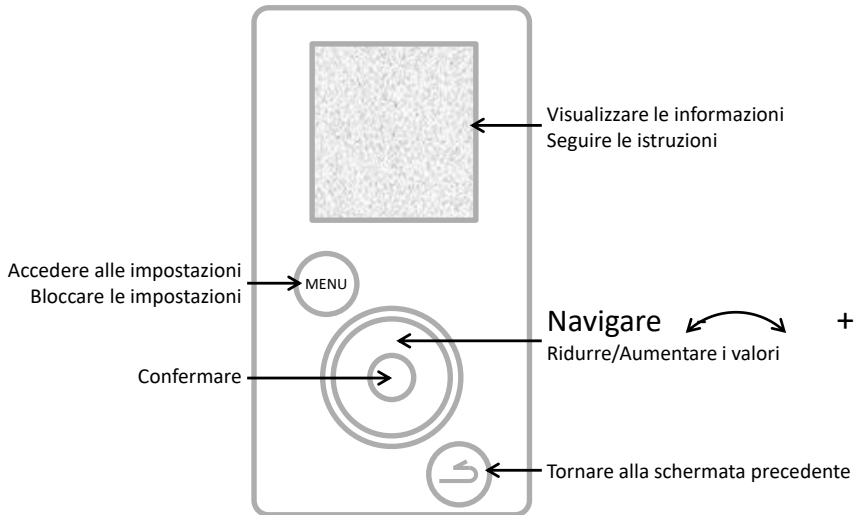 Visualizzare le informazioni
Seguire le istruzioni
Accedere alle impostazioni
Bloccare le impostazioni
MENU
Navigare - +
Ridurre/Aumentare i valori
Confermare
Tornare alla schermata precedente